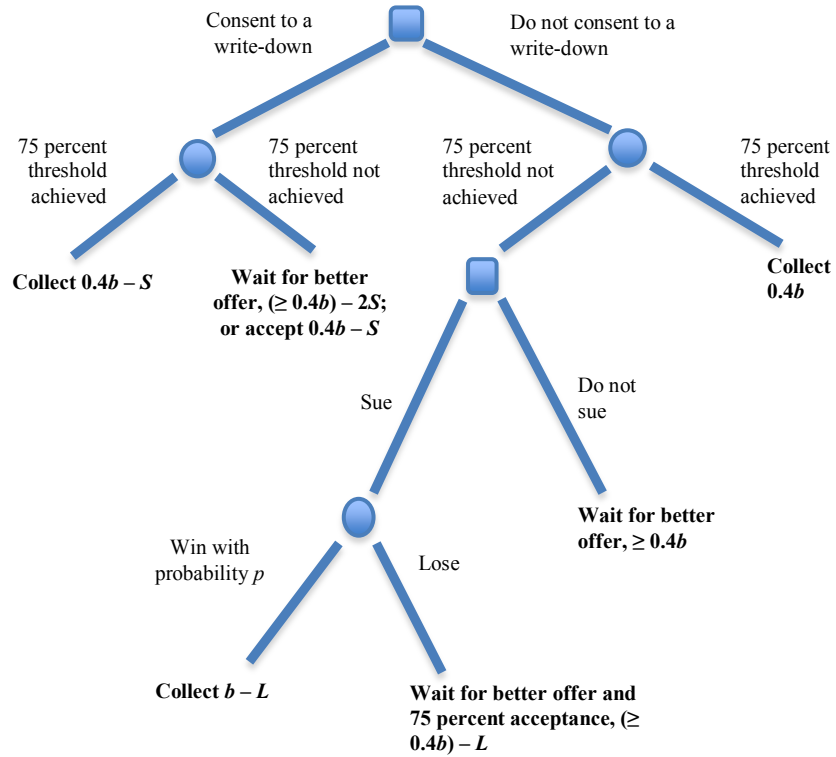 Consent to a
write-down
Do not consent to a
write-down
75 percent
threshold
achieved
75 percent
threshold not
achieved
75 percent
threshold not
achieved
75 percent
threshold
achieved
Collect 0.4b – S
Wait for better
offer, (≥ 0.4b) – 2S;
or accept 0.4b – S
Collect
0.4b
Sue
Do not
sue
Wait for better
offer, ≥ 0.4b
Win with
probability p
Lose
Collect b – L
Wait for better offer and
75 percent acceptance, (≥
0.4b) – L